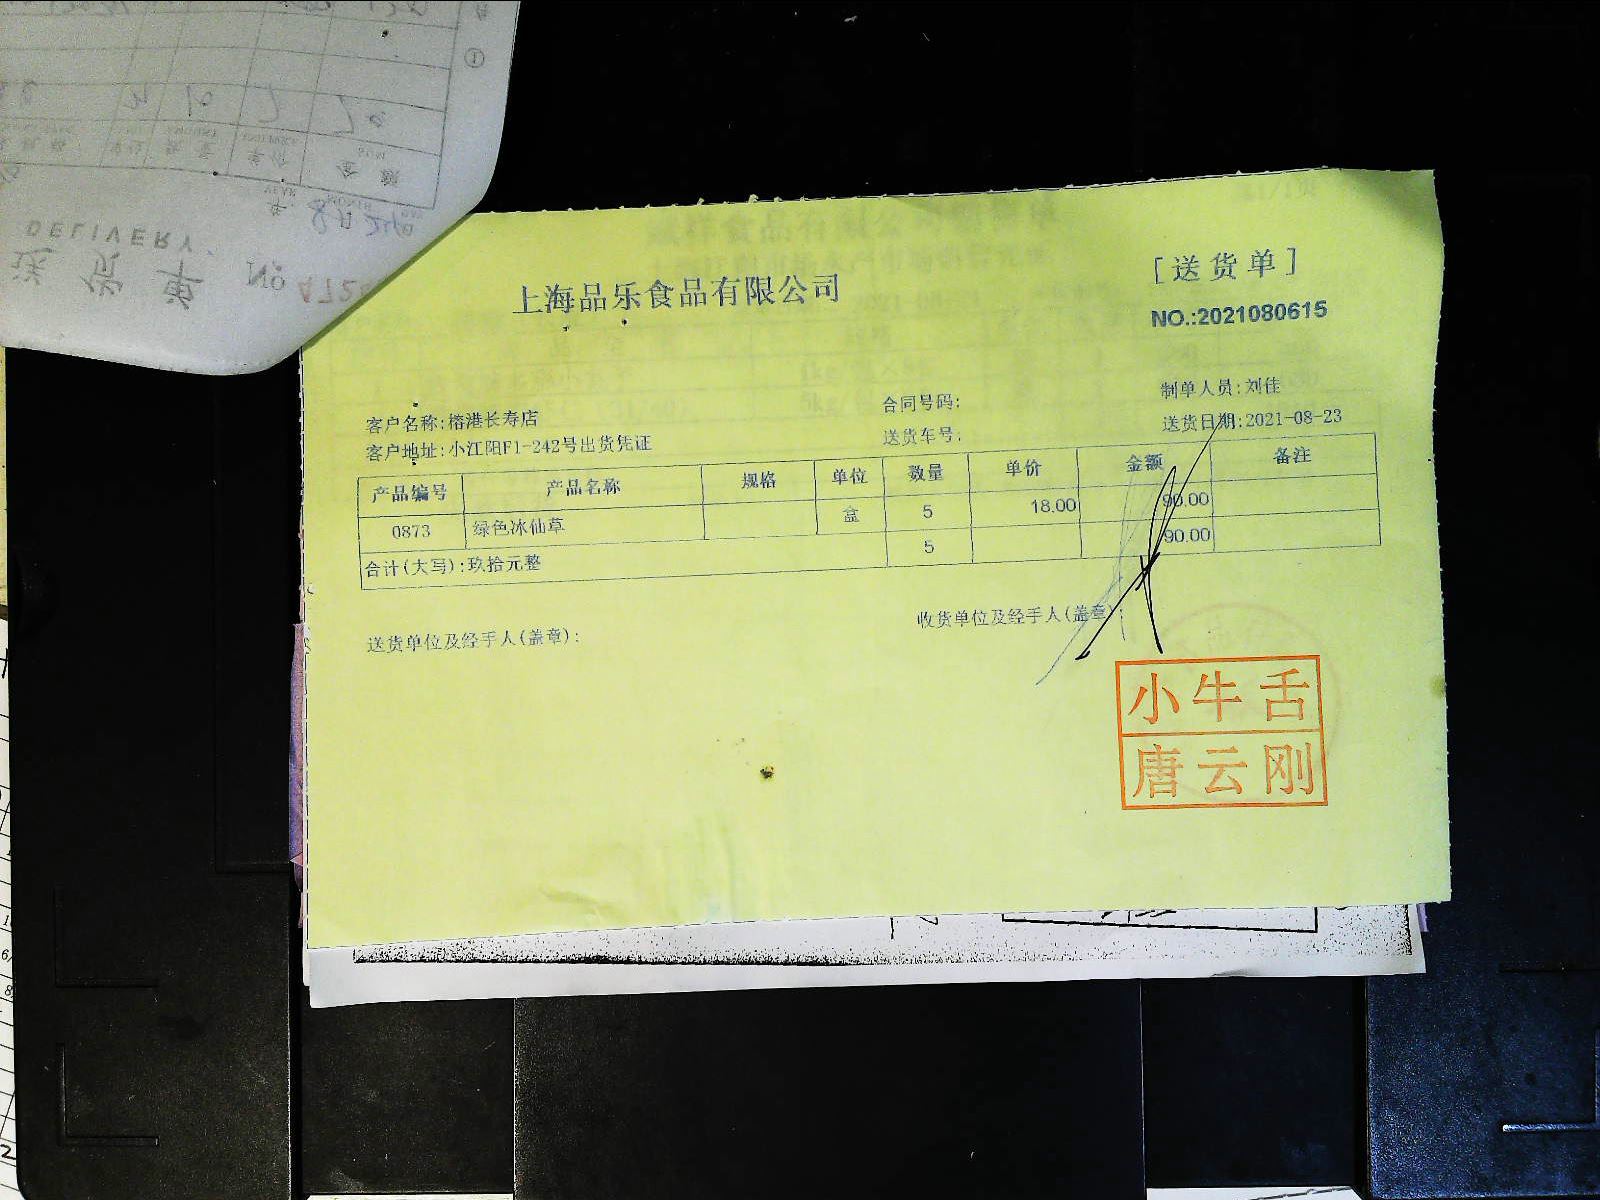 DELIVERY
送货单
上海品乐食品有限公司
[送货单]
NO.:2021080615
制单人员:刘佳
客户名称:榕港长寿店
合同号码:
送货日期:2021-08-23
客户地址:小江阳F1-242号出货凭证
送货车号:
产品编号 产品名称 规格 单位 数量 单价 金额 备注
0873 绿色冰仙草 盒 5 18.00 90.00
合计(大写):玖拾元整 5 90.00
送货单位及经手人(盖章):
收货单位及经手人(盖章):
小牛舌
唐云刚